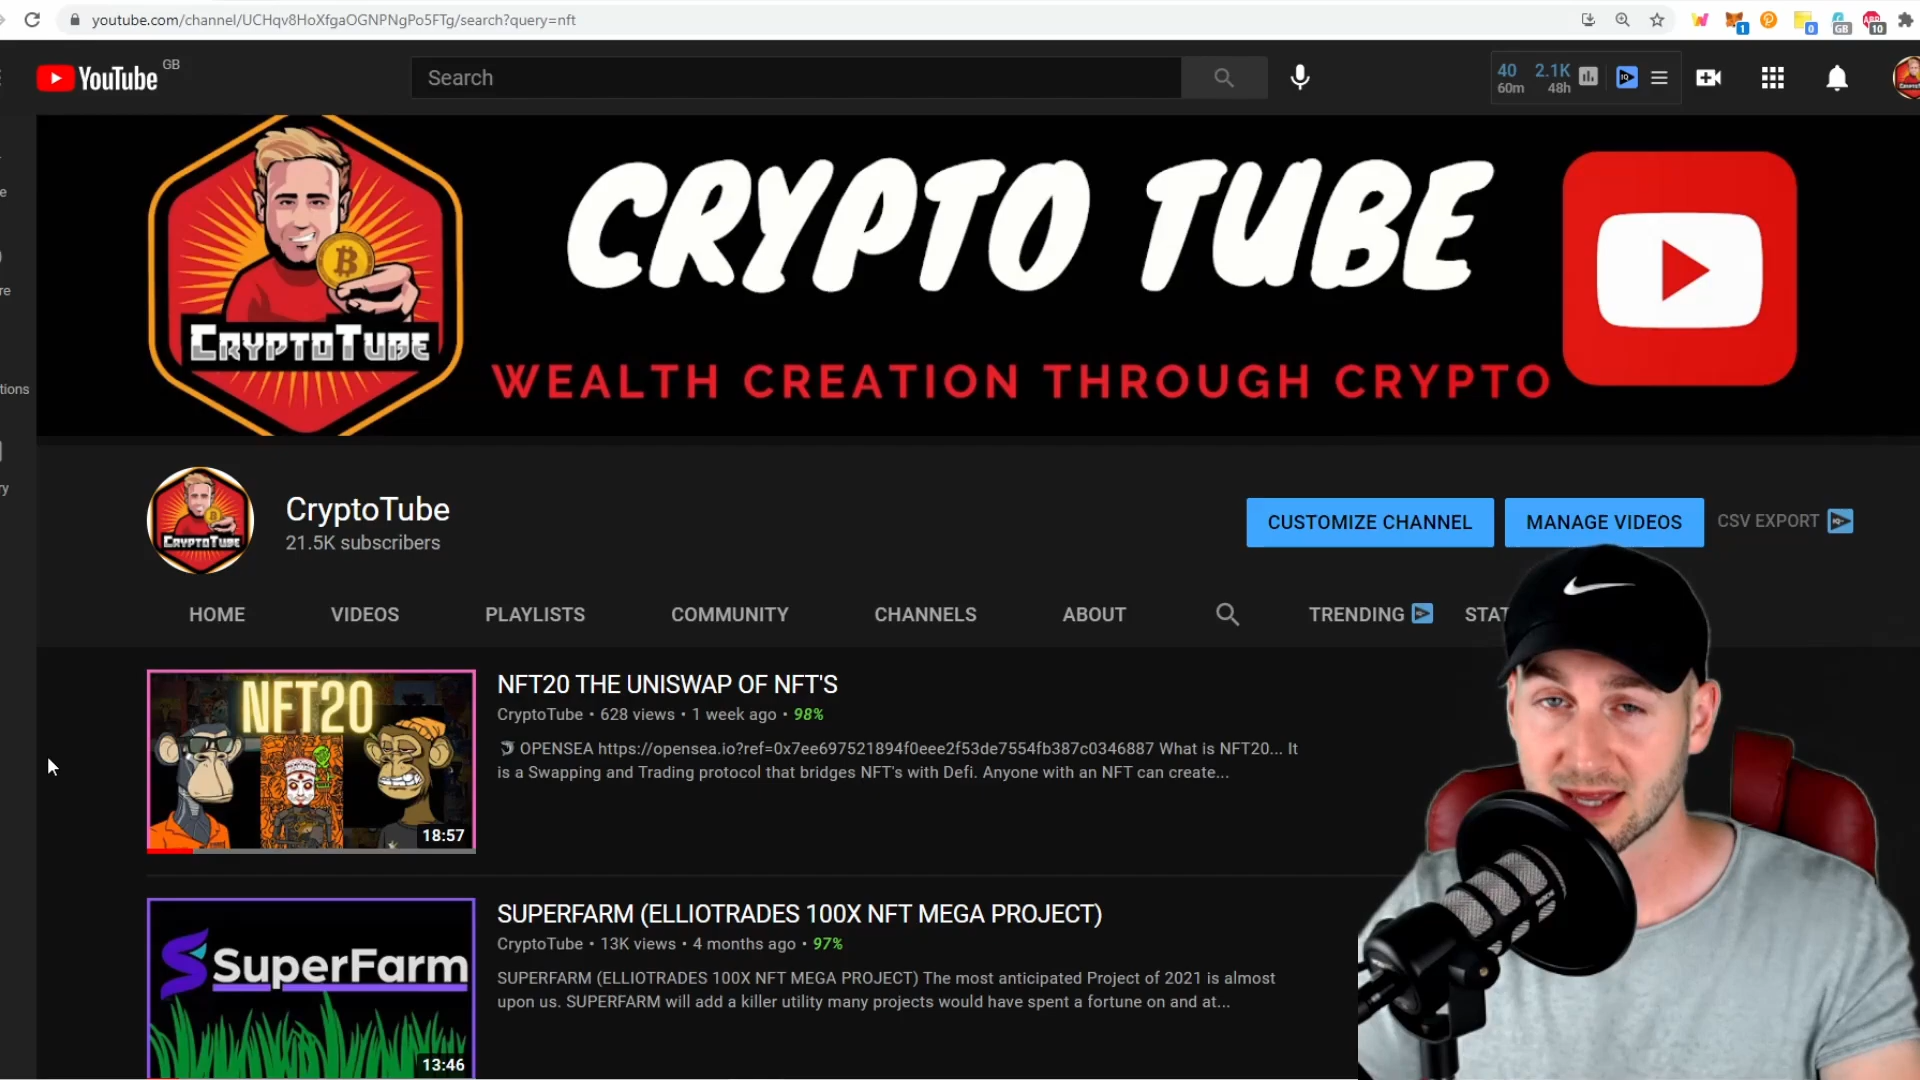 youtube.com/channel/UCHqv8HoXfgaOGNPNgPo5FTg/search?query=nft
1
0
GB
10
YouTube GB
Search
40 2.1K
60m 48h
CRYPTO TUBE
CRYPTOTUBE
WEALTH CREATION THROUGH CRYPTO
CryptoTube
21.5K subscribers
CUSTOMIZE CHANNEL
MANAGE VIDEOS
CSV EXPORT
CRYPTOTUBE
HOME
VIDEOS
PLAYLISTS
COMMUNITY
CHANNELS
ABOUT
TRENDING
STAT
tions
NFT20
18:57
NFT20 THE UNISWAP OF NFT'S
CryptoTube • 628 views • 1 week ago • 98%
OPENSEA https://opensea.io?ref=0x7ee697521894f0eee2f53de7554fb387c0346887 What is NFT20... It
is a Swapping and Trading protocol that bridges NFT's with Defi. Anyone with an NFT can create...
SuperFarm
13:46
SUPERFARM (ELLIOTRADES 100X NFT MEGA PROJECT)
CryptoTube • 13K views • 4 months ago • 97%
SUPERFARM (ELLIOTRADES 100X NFT MEGA PROJECT) The most anticipated Project of 2021 is almost
upon us. SUPERFARM will add a killer utility many projects would have spent a fortune on and at...